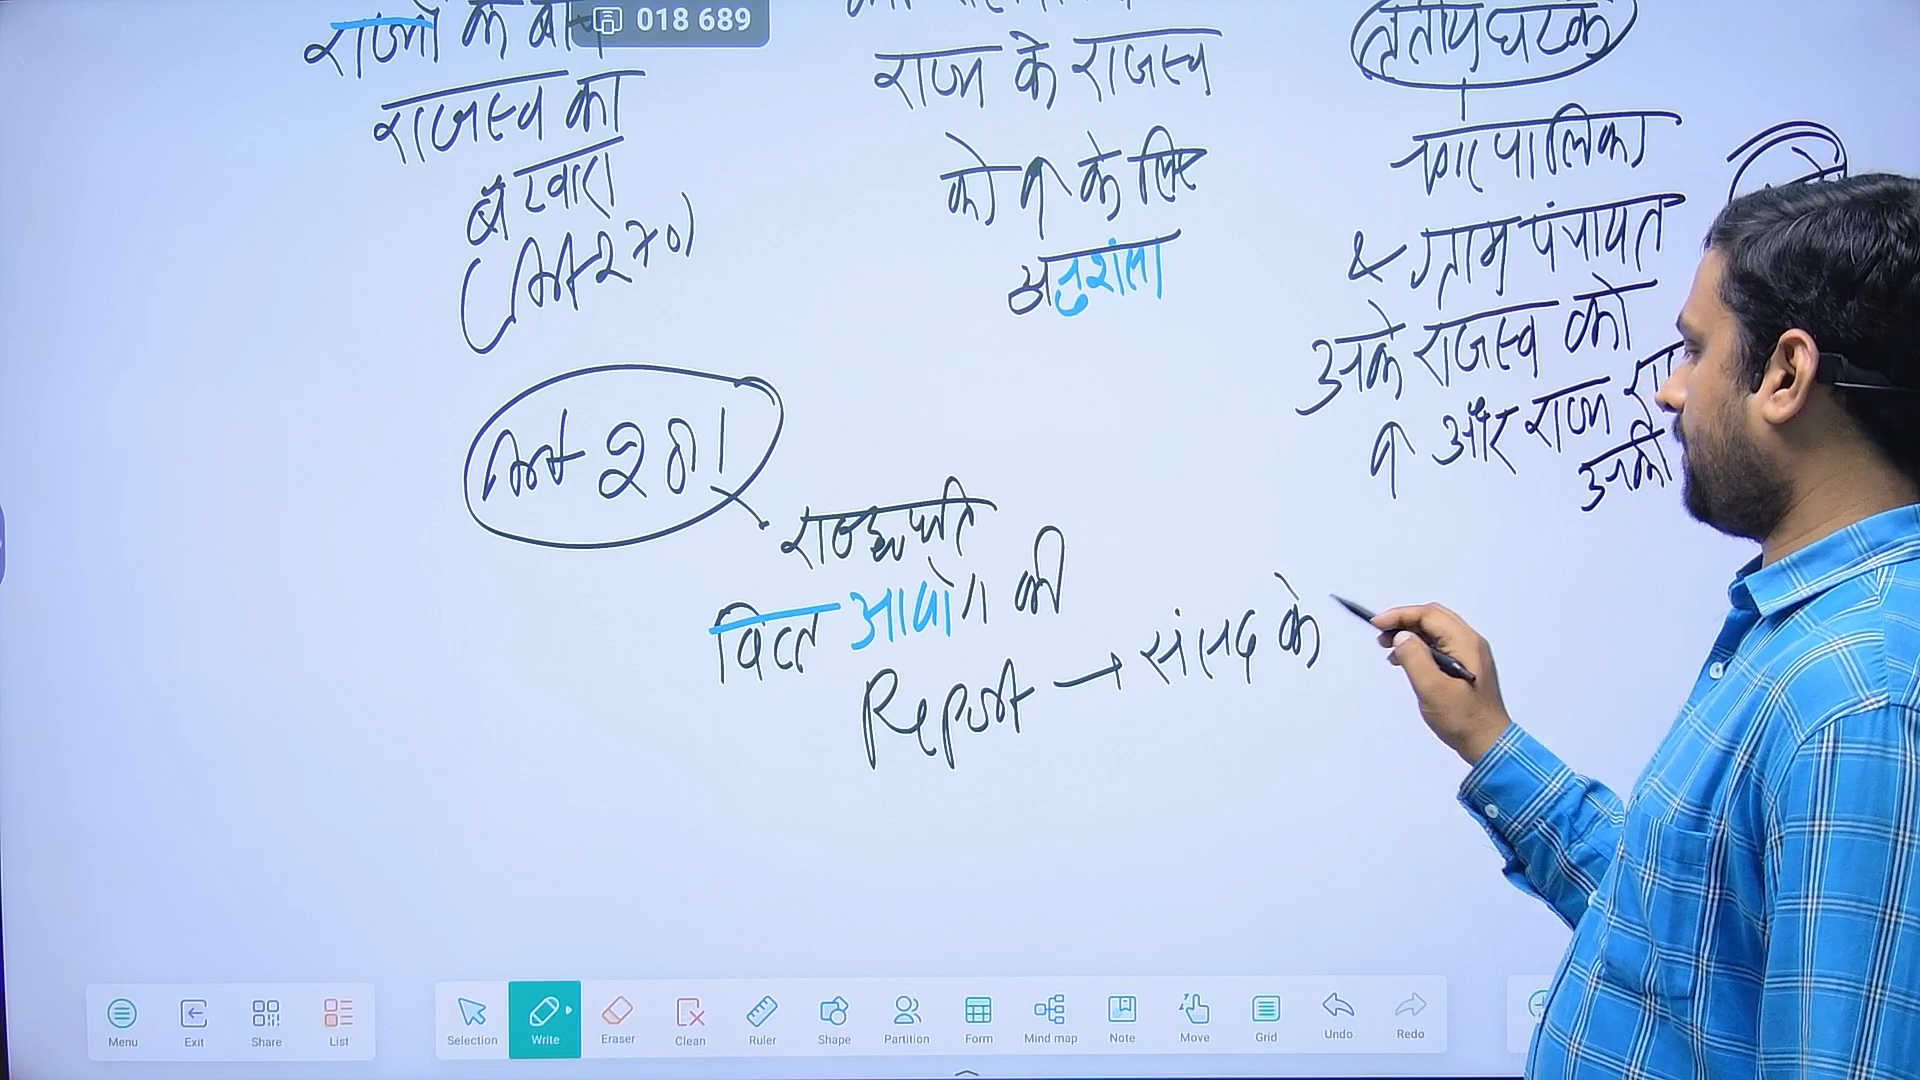 018 689
राज्यों के बीच
राजस्व का
बंटवारा
(Art-270)
राज्य के राजस्व
को व के लिए
अनुशंसा
तृतीय घटक
नगरपालिका
& ग्राम पंचायत
उनके राजस्व को
व और राज्य
उनकी
Art-281
राष्ट्रपति
वित्त आयोग की
Report → संसद के
Menu Exit Share List Selection Write Eraser Clean Ruler Shape Partition Form Mind map Note Move Grid Undo Redo